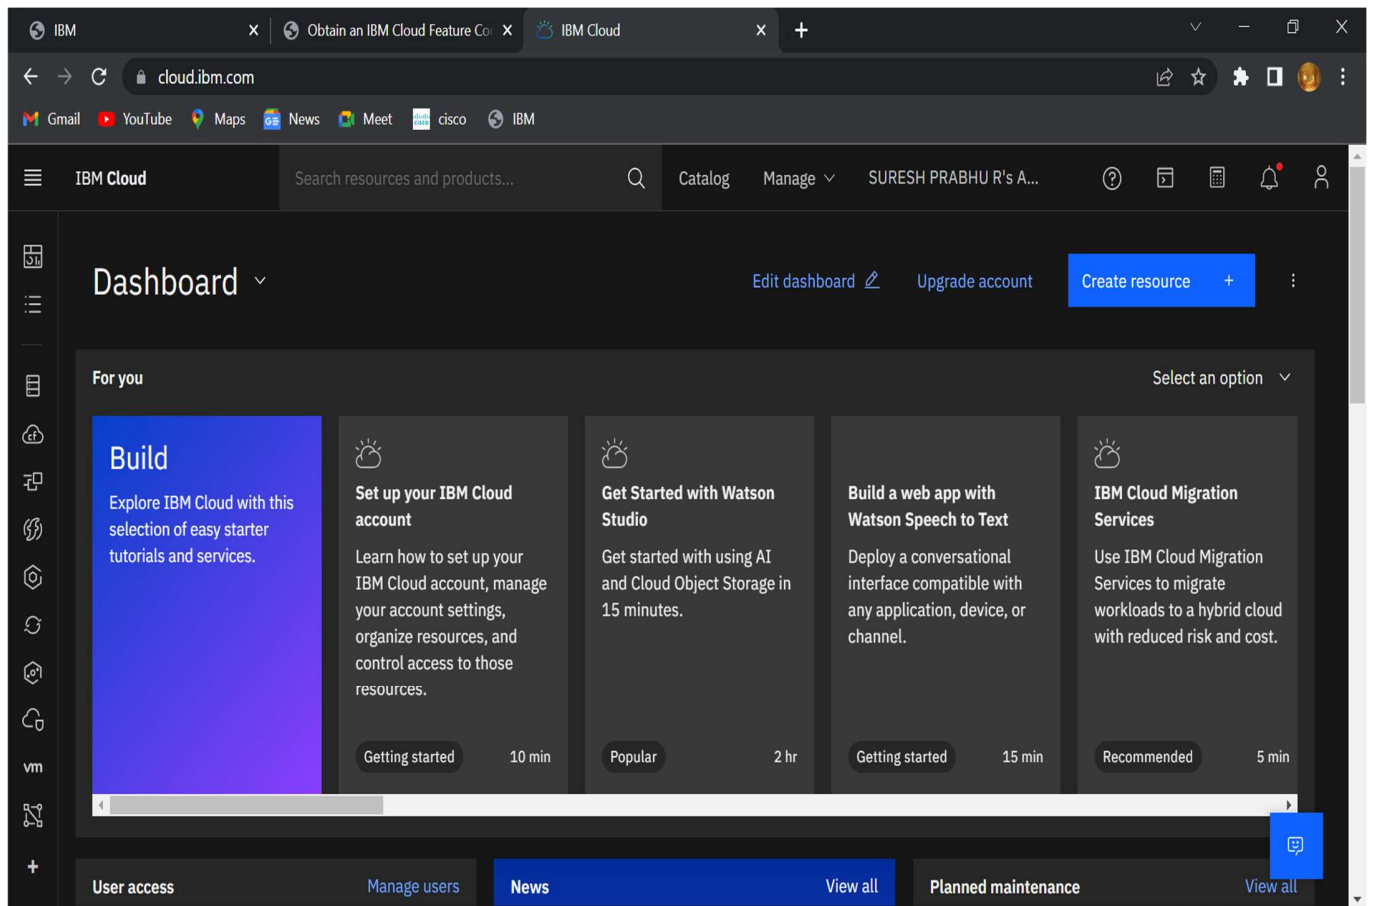 IBM
Obtain an IBM Cloud Feature Co
IBM Cloud
cloud.ibm.com
Gmail
YouTube
Maps
GE
News
Meet
cisco
IBM
IBM Cloud
Search resources and products...
Catalog
Manage
SURESH PRABHU R's A...
Dashboard
Edit dashboard
Upgrade account
Create resource +
For you
Select an option
Build
Explore IBM Cloud with this
selection of easy starter
tutorials and services.
Set up your IBM Cloud
account
Learn how to set up your
IBM Cloud account, manage
your account settings,
organize resources, and
control access to those
resources.
Getting started
10 min
Get Started with Watson
Studio
Get started with using AI
and Cloud Object Storage in
15 minutes.
Popular
2 hr
Build a web app with
Watson Speech to Text
Deploy a conversational
interface compatible with
any application, device, or
channel.
Getting started
15 min
IBM Cloud Migration
Services
Use IBM Cloud Migration
Services to migrate
workloads to a hybrid cloud
with reduced risk and cost.
Recommended
5 min
cf
vm
User access
Manage users
News
View all
Planned maintenance
View all